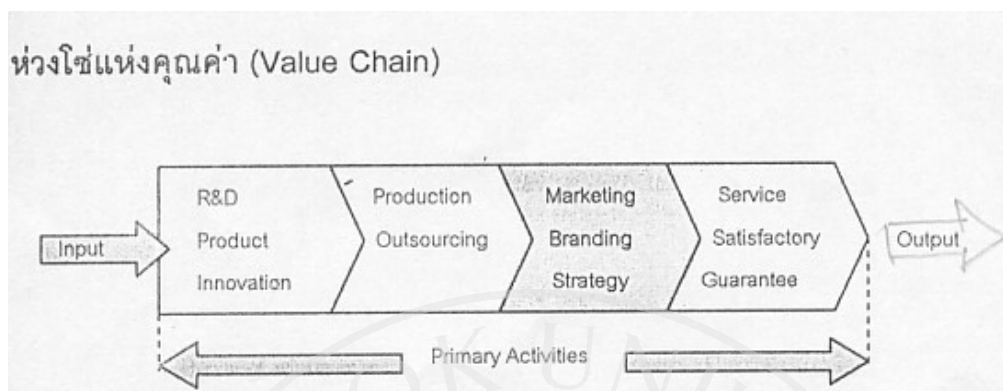 ห่วงโซ่แห่งคุณค่า (Value Chain)
Input
R&D
Product
Innovation
Production
Outsourcing
Marketing
Branding
Strategy
Service
Satisfactory
Guarantee
Output
Primary Activities